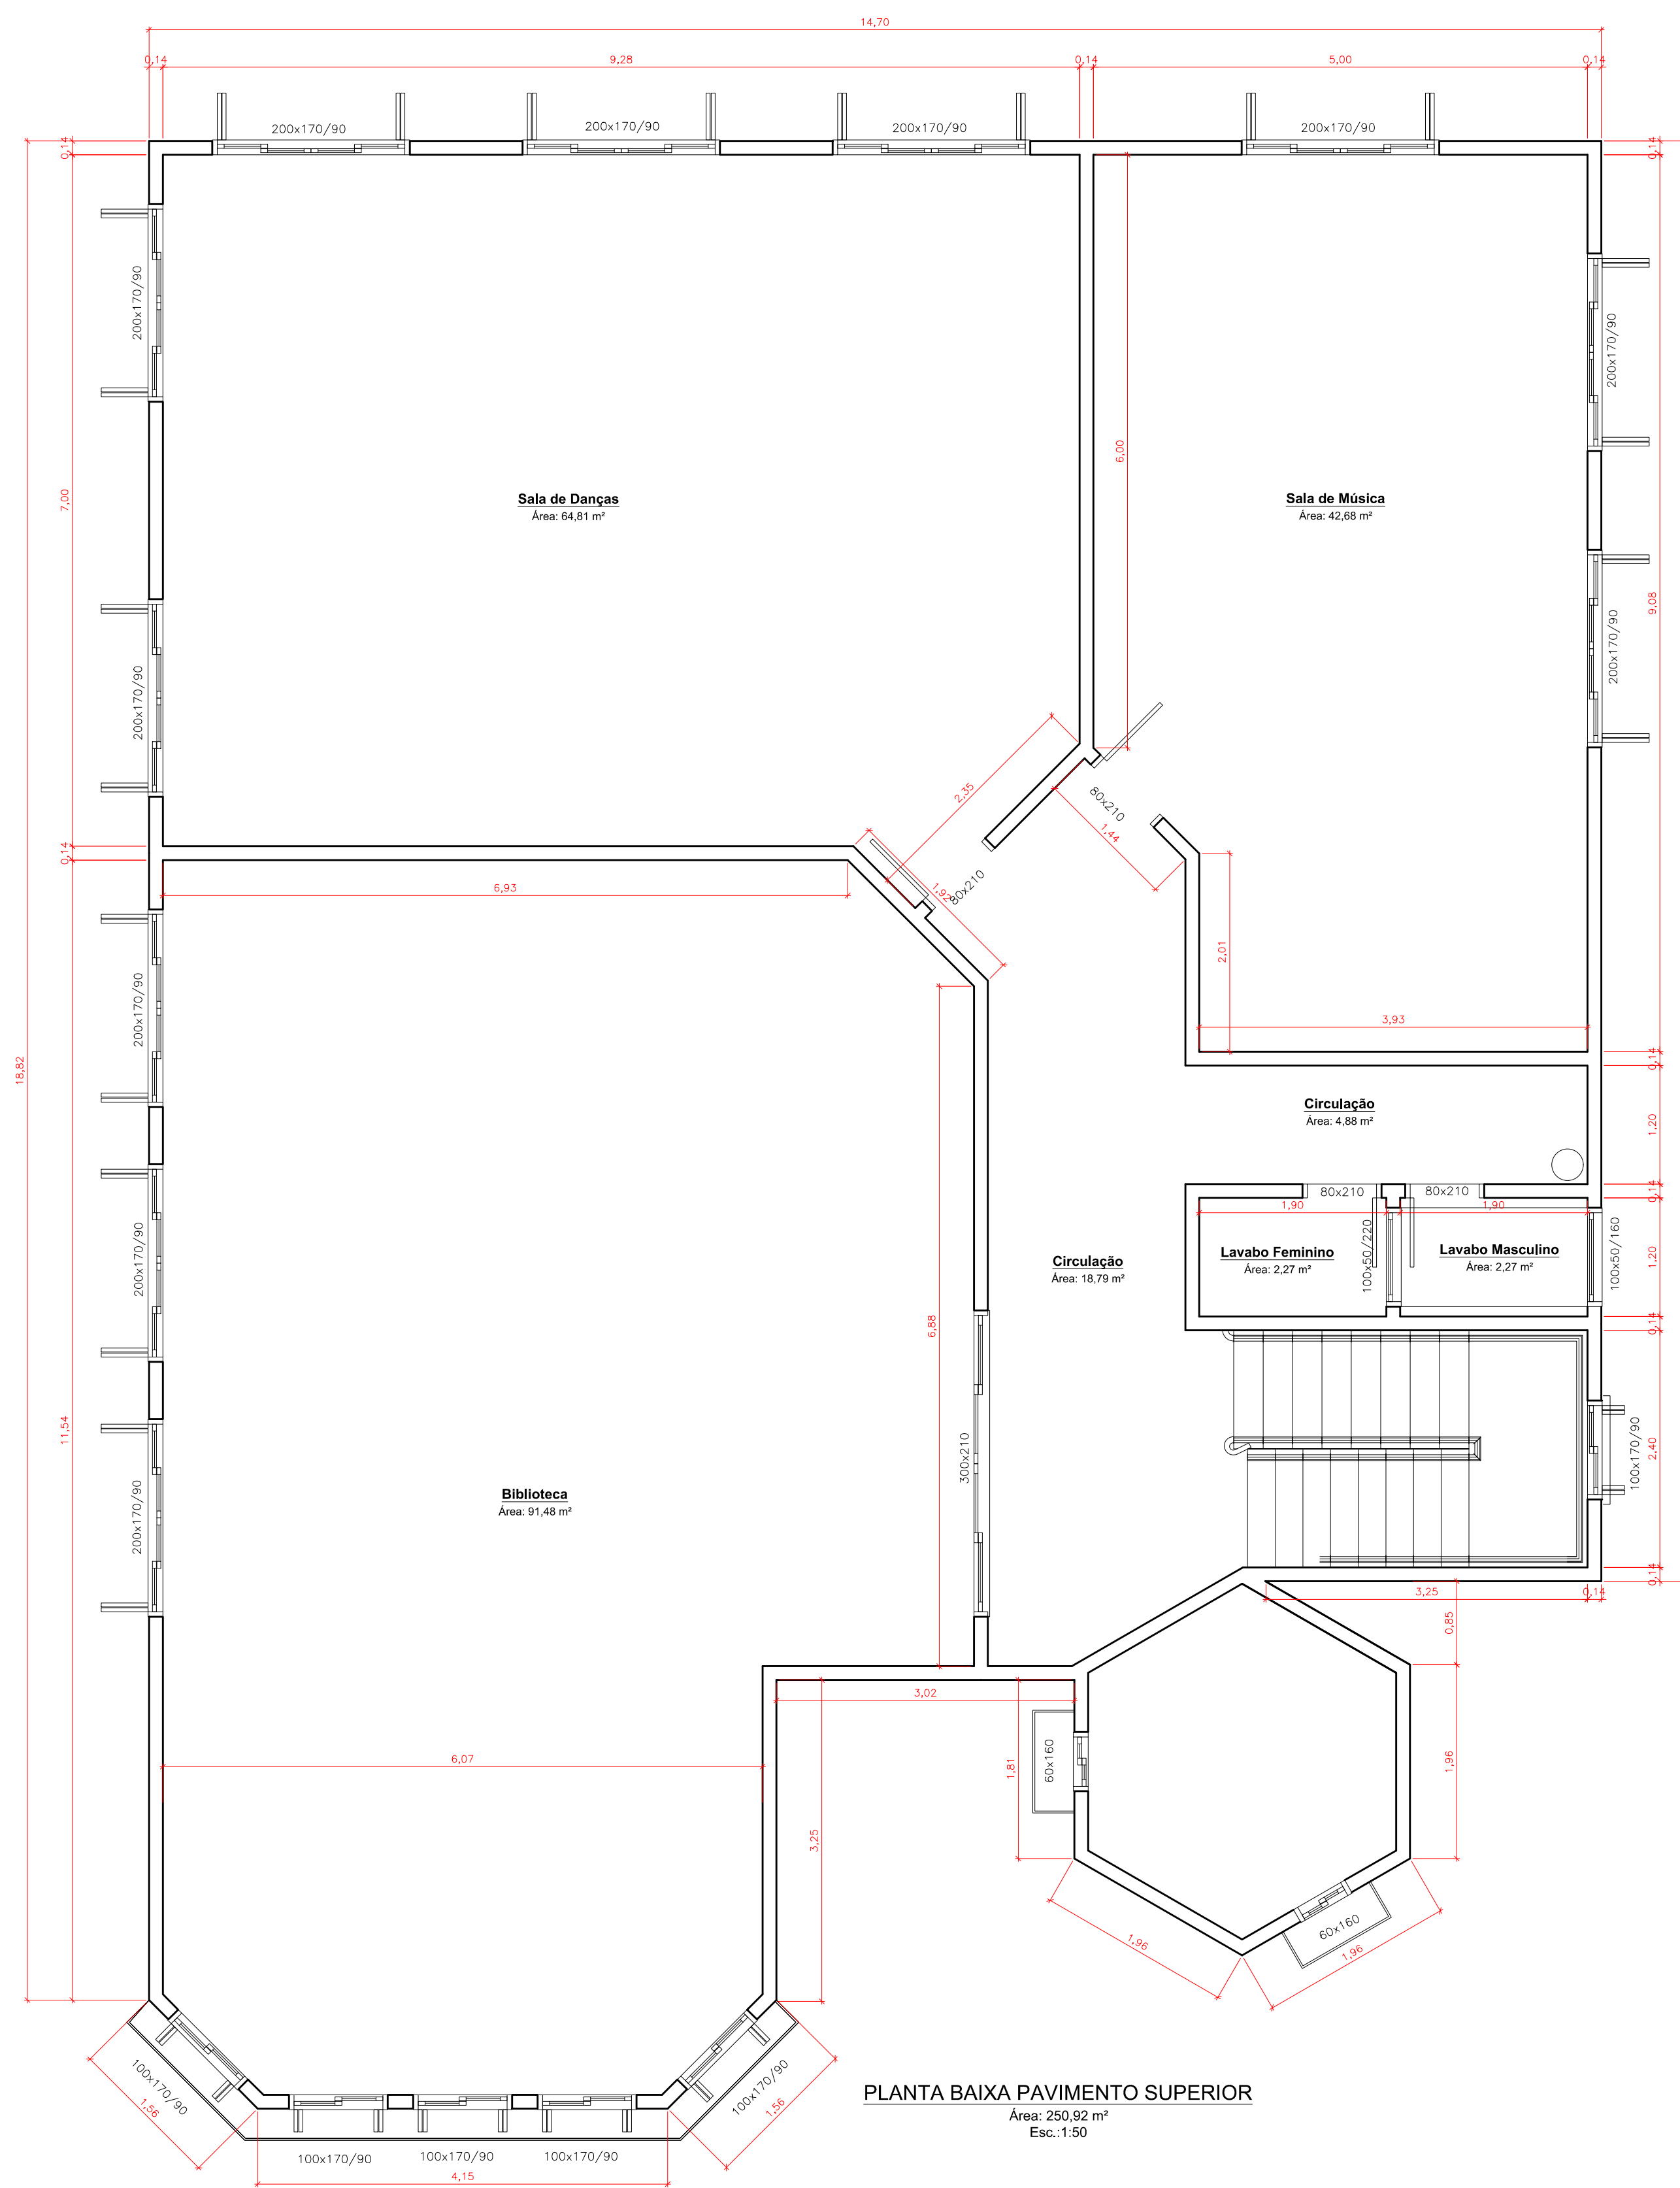 14,70
0,14
9,28
0,14
5,00
0,14
200x170/90
200x170/90
200x170/90
200x170/90
0,14
0,14
200x170/90
200x170/90
6,00
7,00
Sala de Danças
Área: 64,81 m²
Sala de Música
Área: 42,68 m²
9,08
200x170/90
200x170/90
2,35
80x210
1,44
0,14
6,93
1,92
80x210
2,01
200x170/90
3,93
18,82
0,14
Circulação
Área: 4,88 m²
1,20
80x210
80x210
0,14
1,90
1,90
200x170/90
100x50/220
100x50/160
Lavabo Feminino
Área: 2,27 m²
Lavabo Masculino
Área: 2,27 m²
1,20
Circulação
Área: 18,79 m²
6,88
0,14
11,54
300x210
100x170/90
2,40
Biblioteca
Área: 91,48 m²
200x170/90
0,14
3,25
0,14
0,85
3,02
6,07
60x160
1,81
1,96
3,25
60x160
1,96
1,96
100x170/90
1,56
100x170/90
1,56
PLANTA BAIXA PAVIMENTO SUPERIOR
Área: 250,92 m²
Esc.:1:50
100x170/90
100x170/90
100x170/90
4,15